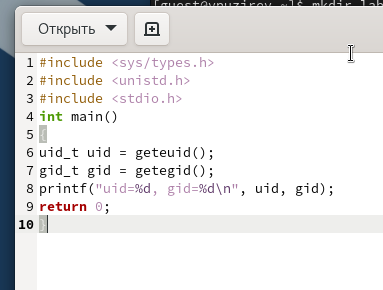 [guest@vpuzirev ~]$ mkdir lab
Открыть
1 #include <sys/types.h>
2 #include <unistd.h>
3 #include <stdio.h>
4 int main()
5 {
6 uid_t uid = geteuid();
7 gid_t gid = getegid();
8 printf("uid=%d, gid=%d\n", uid, gid);
9 return 0;
10 }